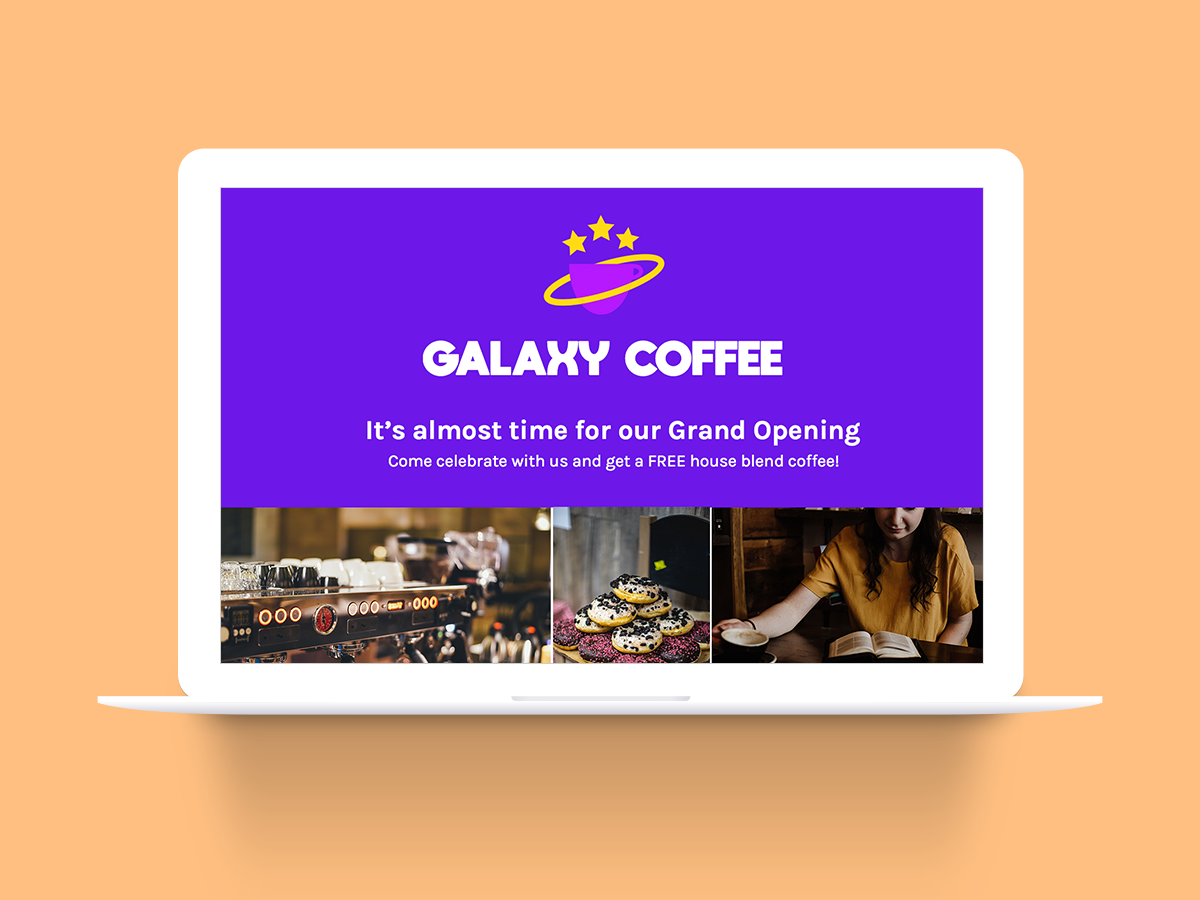 GALAXY COFFEE
It’s almost time for our Grand Opening
Come celebrate with us and get a FREE house blend coffee!